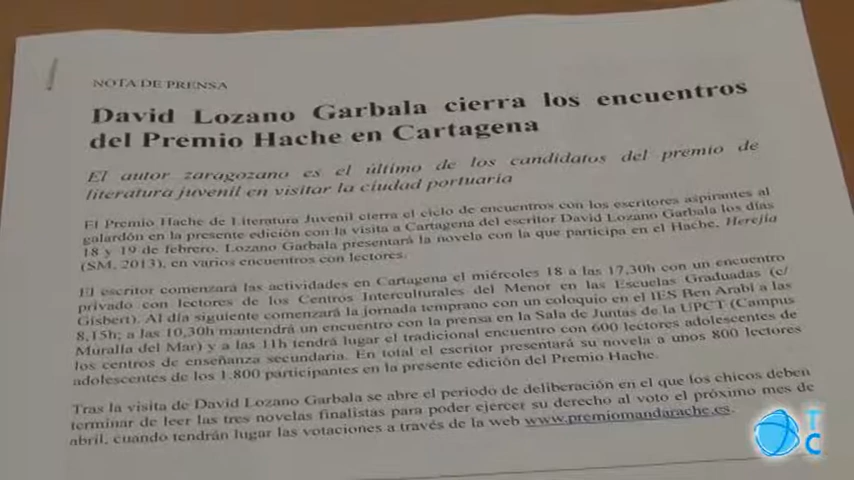 NOTA DE PRENSA
David Lozano Garbala cierra los encuentros
del Premio Hache en Cartagena
El autor zaragozano es el último de los candidatos del premio de
literatura juvenil en visitar la ciudad portuaria
El Premio Hache de Literatura Juvenil cierra el ciclo de encuentros con los escritores aspirantes al
galardón en la presente edición con la visita a Cartagena del escritor David Lozano Garbala los días
18 y 19 de febrero. Lozano Garbala presentará la novela con la que participa en el Hache, Herejía
(SM, 2013), en varios encuentros con lectores.
El escritor comenzará las actividades en Cartagena el miércoles 18 a las 17,30h con un encuentro
privado con lectores de los Centros Interculturales del Menor en las Escuelas Graduadas (c/
Gisbert). Al día siguiente comenzará la jornada temprano con un coloquio en el IES Ben Arabí a las
8,15h; a las 10,30h mantendrá un encuentro con la prensa en la Sala de Juntas de la UPCT (Campus
Muralla del Mar) y a las 11h tendrá lugar el tradicional encuentro con 600 lectores adolescentes de
los centros de enseñanza secundaria. En total el escritor presentará su novela a unos 800 lectores
adolescentes de los 1.800 participantes en la presente edición del Premio Hache.
Tras la visita de David Lozano Garbala se abre el periodo de deliberación en el que los chicos deben
terminar de leer las tres novelas finalistas para poder ejercer su derecho al voto el próximo mes de
abril, cuando tendrán lugar las votaciones a través de la web www.premiomandarache.es.
TC